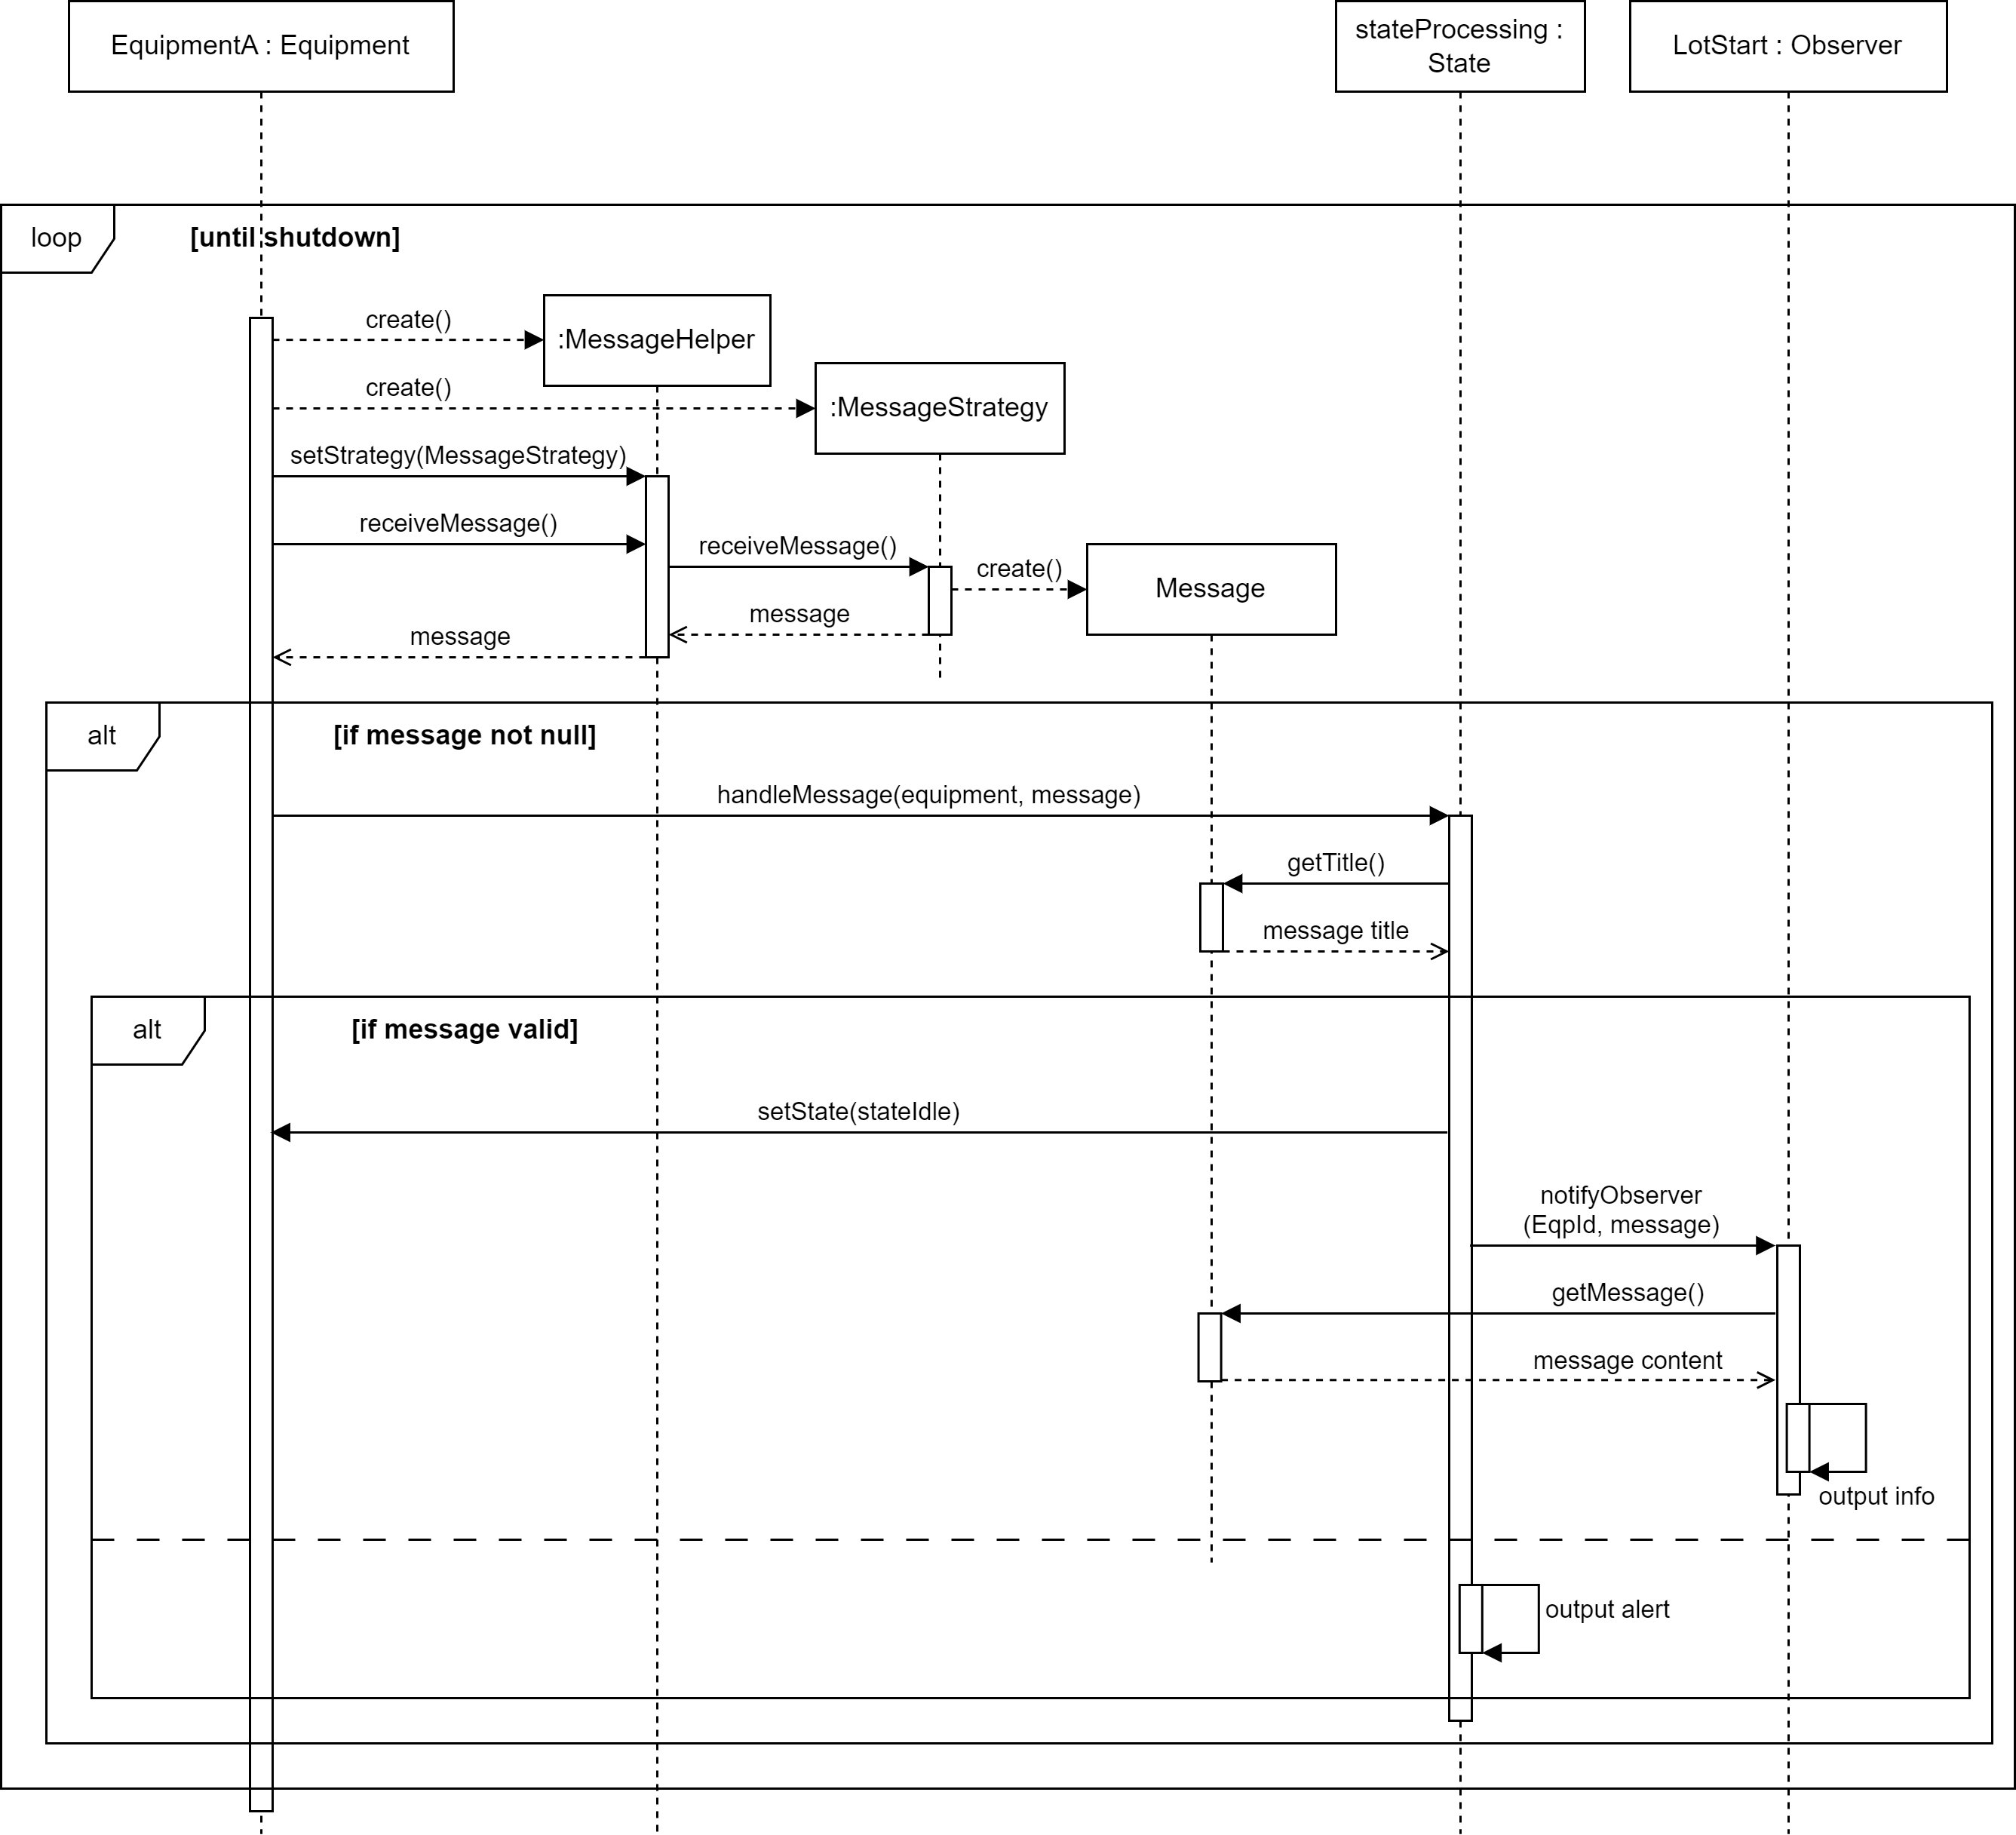 EquipmentA : Equipment
stateProcessing :
State
LotStart : Observer
loop
[until shutdown]
create()
:MessageHelper
create()
:MessageStrategy
setStrategy(MessageStrategy)
receiveMessage()
receiveMessage()
create()
Message
message
message
alt
[if message not null]
handleMessage(equipment, message)
getTitle()
message title
alt
[if message valid]
setState(stateIdle)
notifyObserver
(EqpId, message)
getMessage()
message content
output info
output alert